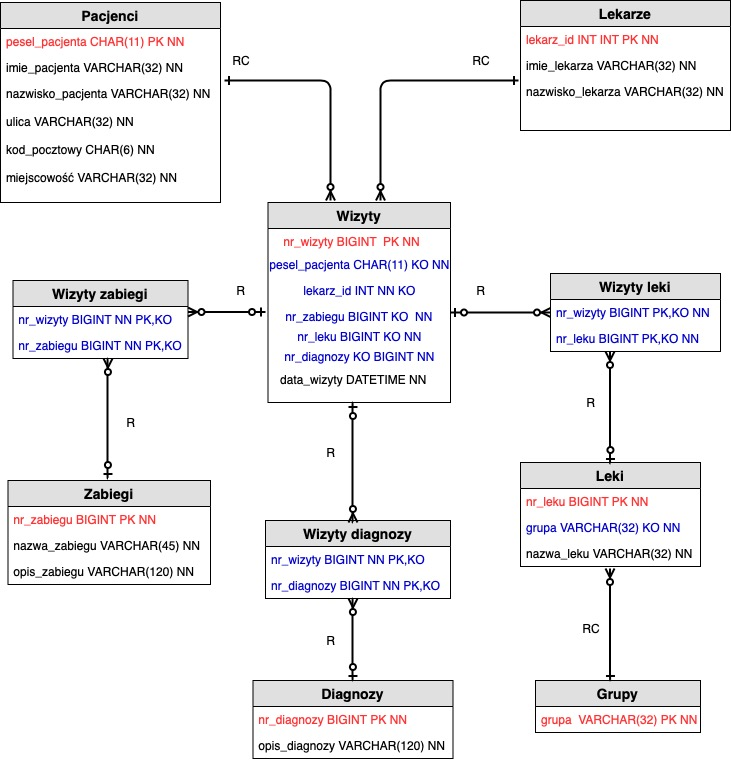 Pacjenci
pesel_pacjenta CHAR(11) PK NN
imie_pacjenta VARCHAR(32) NN
nazwisko_pacjenta VARCHAR(32) NN
ulica VARCHAR(32) NN
kod_pocztowy CHAR(6) NN
miejscowość VARCHAR(32) NN
RC
RC
Lekarze
lekarz_id INT INT PK NN
imie_lekarza VARCHAR(32) NN
nazwisko_lekarza VARCHAR(32) NN
Wizyty
nr_wizyty BIGINT PK NN
pesel_pacjenta CHAR(11) KO NN
lekarz_id INT NN KO
nr_zabiegu BIGINT KO NN
nr_leku BIGINT KO NN
nr_diagnozy KO BIGINT NN
data_wizyty DATETIME NN
Wizyty zabiegi
nr_wizyty BIGINT NN PK,KO
nr_zabiegu BIGINT NN PK,KO
R
R
Wizyty leki
nr_wizyty BIGINT PK,KO NN
nr_leku BIGINT PK,KO NN
R
R
R
Zabiegi
nr_zabiegu BIGINT PK NN
nazwa_zabiegu VARCHAR(45) NN
opis_zabiegu VARCHAR(120) NN
Wizyty diagnozy
nr_wizyty BIGINT NN PK,KO
nr_diagnozy BIGINT NN PK,KO
Leki
nr_leku BIGINT PK NN
grupa VARCHAR(32) KO NN
nazwa_leku VARCHAR(32) NN
R
RC
Diagnozy
nr_diagnozy BIGINT PK NN
opis_diagnozy VARCHAR(120) NN
Grupy
grupa VARCHAR(32) PK NN